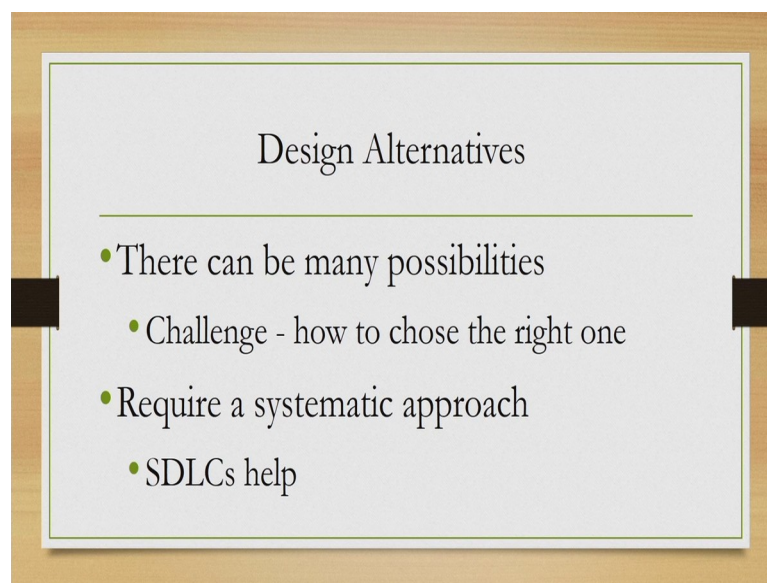 Design Alternatives
•There can be many possibilities
•Challenge - how to chose the right one
•Require a systematic approach
•SDLCs help